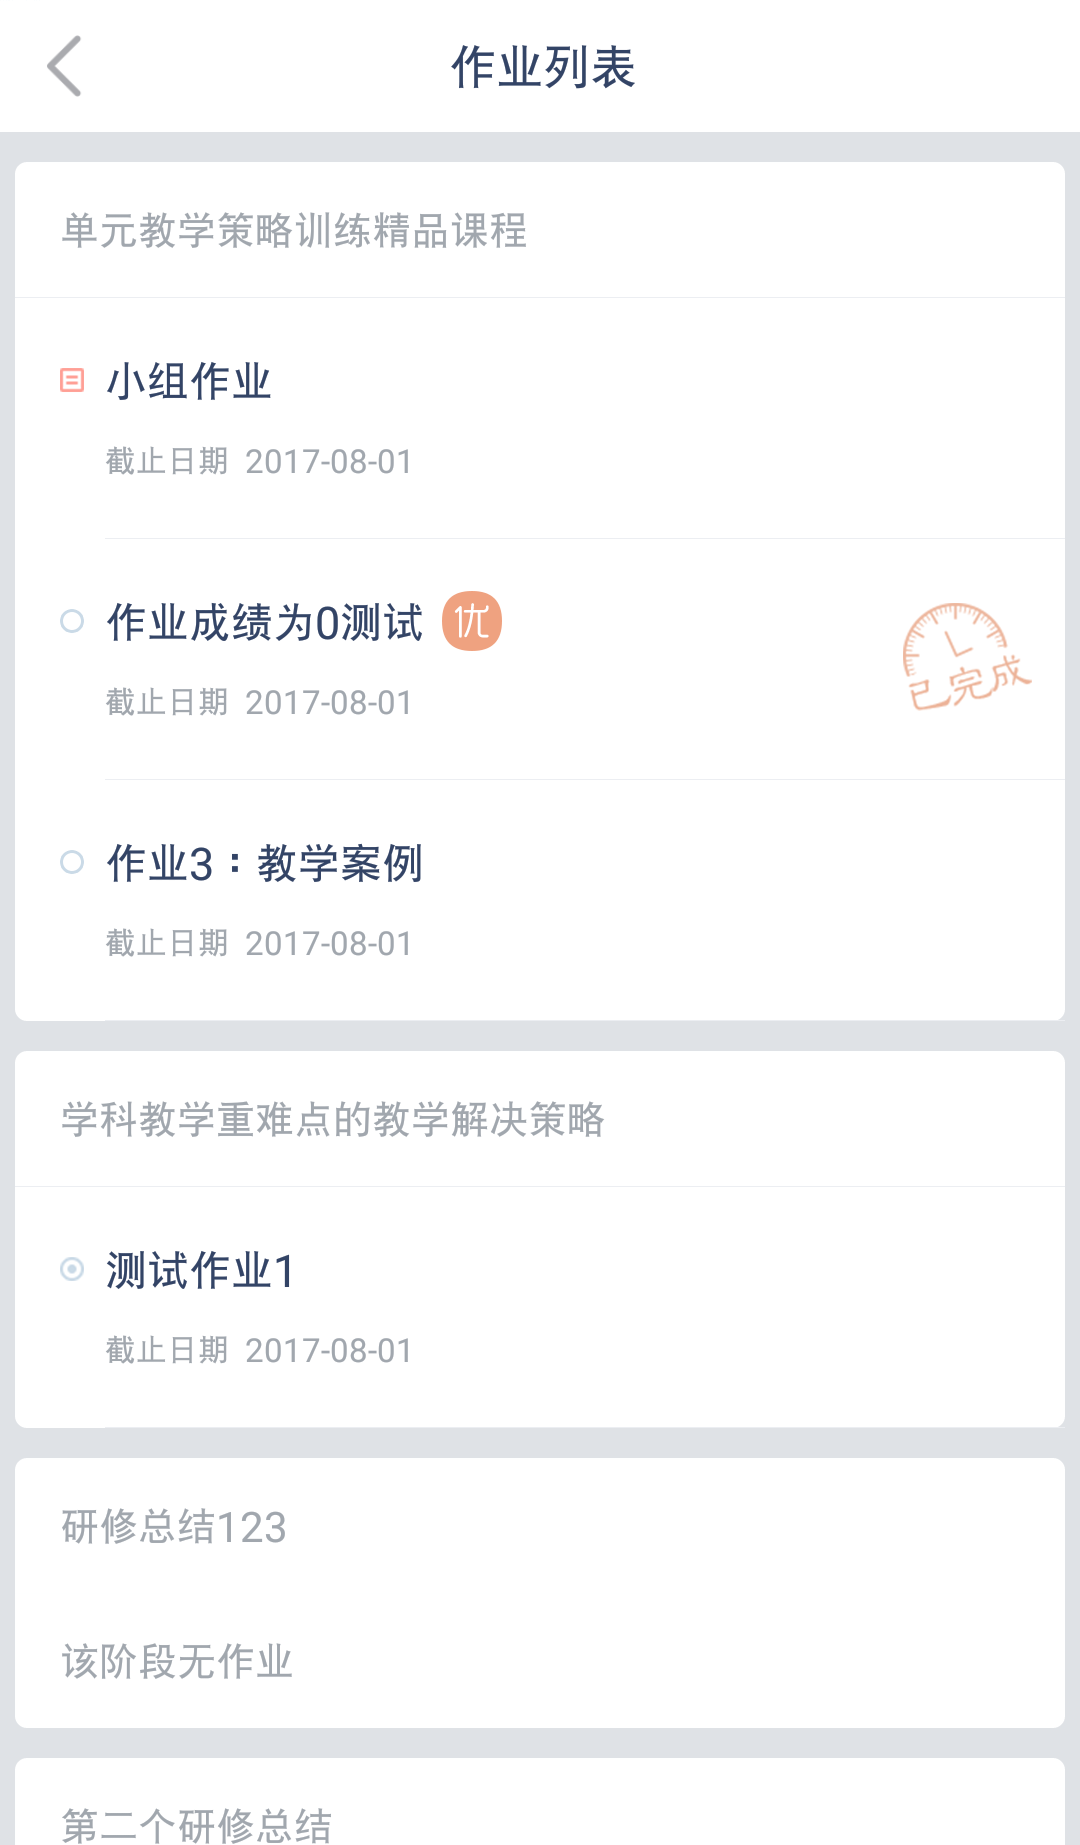 作业列表
单元教学策略训练精品课程
小组作业
截止日期 2017-08-01
作业成绩为0测试 优
截止日期 2017-08-01
已完成
作业3：教学案例
截止日期 2017-08-01
学科教学重难点的教学解决策略
测试作业1
截止日期 2017-08-01
研修总结123
该阶段无作业
第二个研修总结